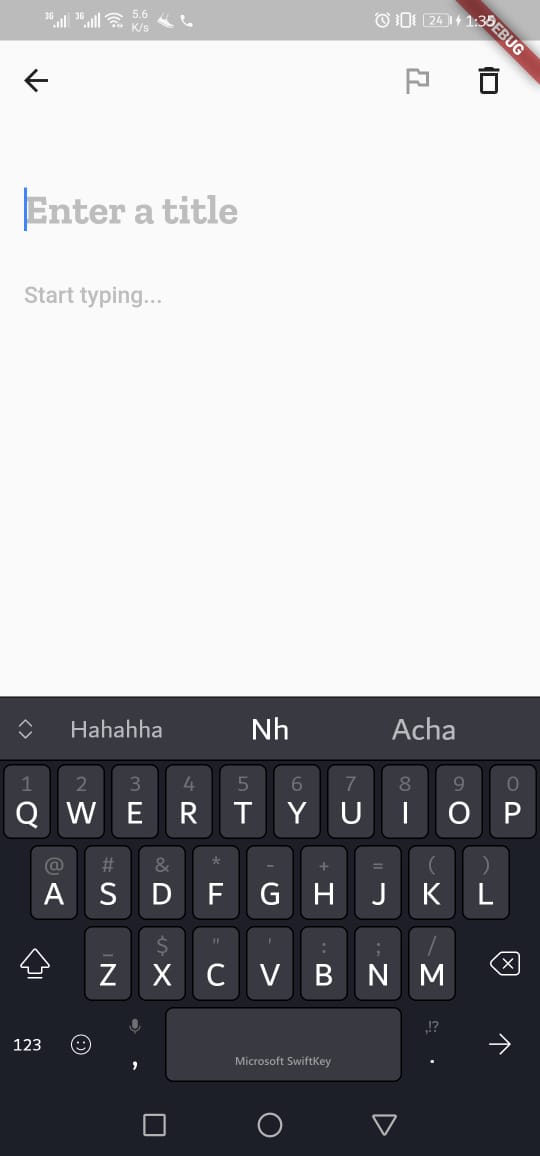 3G 3G 5.6 K/s 24 1:35
DEBUG
Enter a title
Start typing...
Hahahha Nh Acha
1 2 3 4 5 6 7 8 9 0
Q W E R T Y U I O P
@ # & * - + = ( )
A S D F G H J K L
_ $ " ' : ; /
Z X C V B N M
,!?
123 , Microsoft SwiftKey .